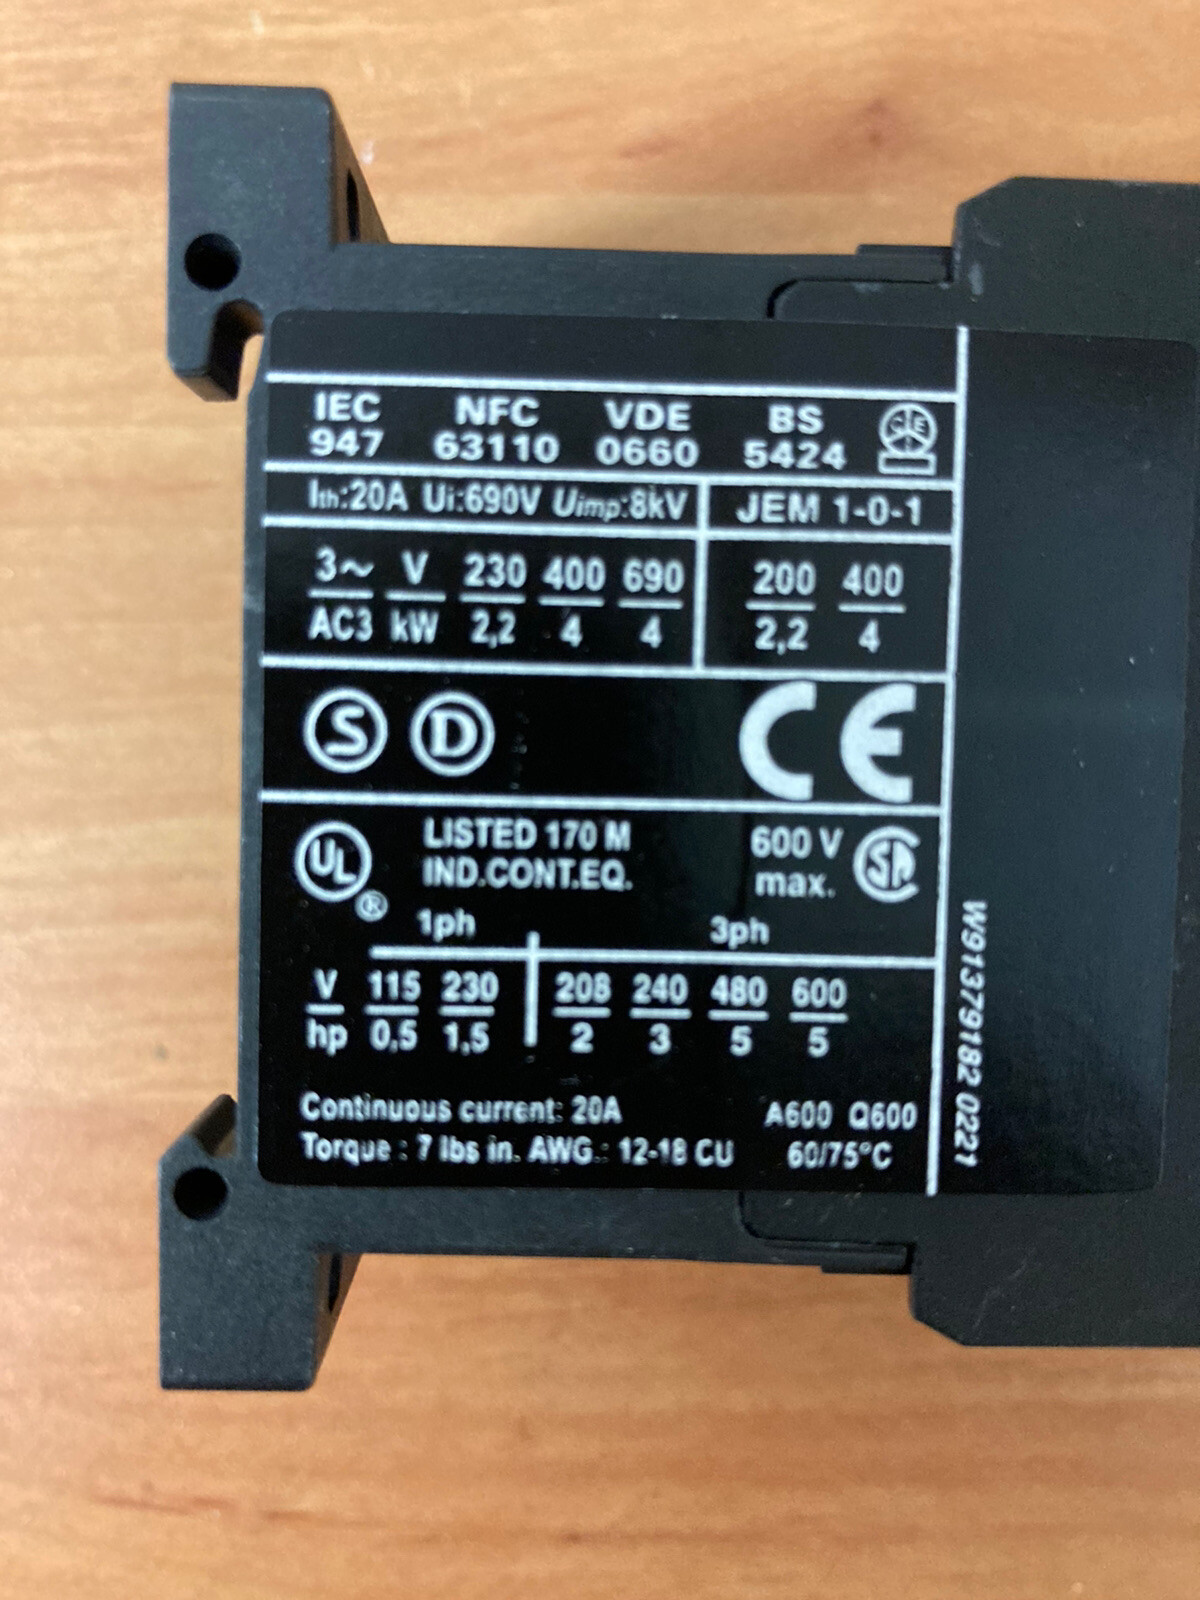 IEC NFC VDE BS CE
947 63110 0660 5424
Ith:20A Ui:690V Uimp:8kV JEM 1-0-1
3~ V 230 400 690 200 400
AC3 kW 2,2 4 4 2,2 4
S D CE
UL® LISTED 170 M 600 V SA
IND.CONT.EQ. max.
1ph 3ph
V 115 230 208 240 480 600
hp 0,5 1,5 2 3 5 5
Continuous current: 20A A600 Q600
Torque : 7 lbs in. AWG.: 12-18 CU 60/75°C
W913791820221